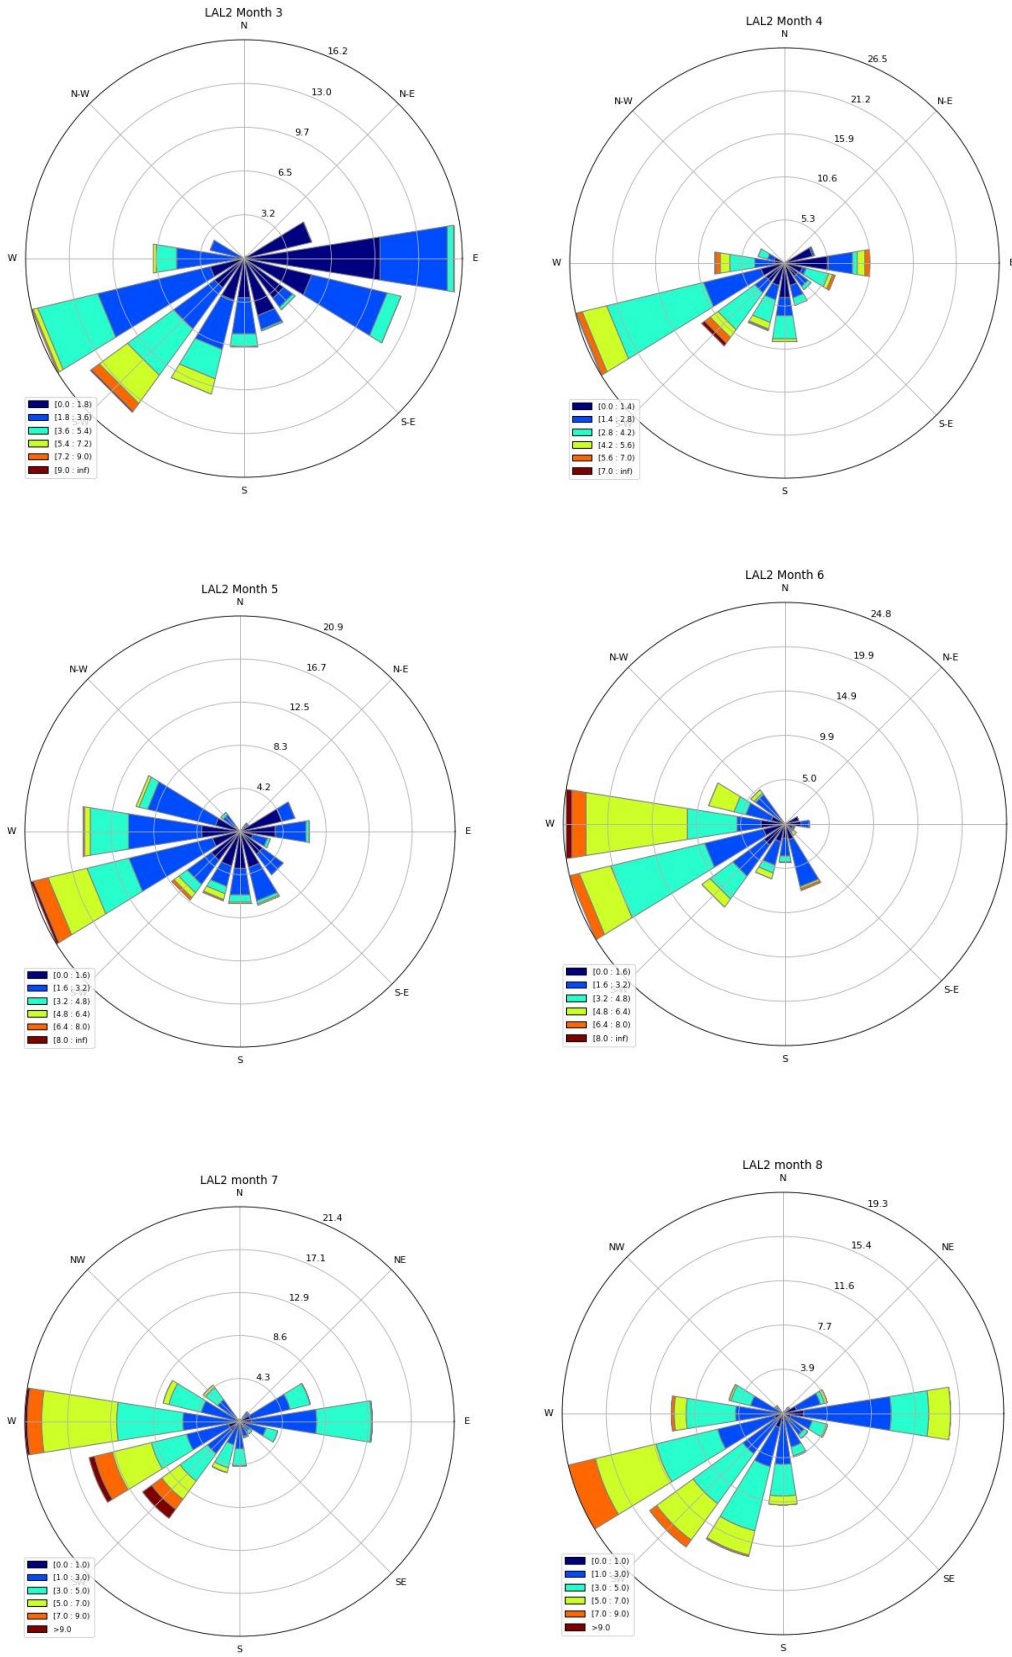 LAL2 Month 3
N
16.2
13.0
N-W
N-E
9.7
6.5
3.2
W
E
S-E
S
[0.0 : 1.8)
[1.8 : 3.6)
[3.6 : 5.4)
[5.4 : 7.2)
[7.2 : 9.0)
[9.0 : inf)
LAL2 Month 4
N
26.5
21.2
N-W
N-E
15.9
10.6
5.3
W
S-E
S
[0.0 : 1.4)
[1.4 : 2.8)
[2.8 : 4.2)
[4.2 : 5.6)
[5.6 : 7.0)
[7.0 : inf)
LAL2 Month 5
N
20.9
16.7
N-W
N-E
12.5
8.3
4.2
W
E
S-E
S
[0.0 : 1.6)
[1.6 : 3.2)
[3.2 : 4.8)
[4.8 : 6.4)
[6.4 : 8.0)
[8.0 : inf)
LAL2 Month 6
N
24.8
19.9
N-W
N-E
14.9
9.9
5.0
W
E
S-E
S
[0.0 : 1.6)
[1.6 : 3.2)
[3.2 : 4.8)
[4.8 : 6.4)
[6.4 : 8.0)
[8.0 : inf)
LAL2 month 7
N
21.4
17.1
NW
NE
12.9
8.6
4.3
W
E
SE
S
[0.0 : 1.0)
[1.0 : 3.0)
[3.0 : 5.0)
[5.0 : 7.0)
[7.0 : 9.0)
>9.0
LAL2 month 8
N
19.3
15.4
NW
NE
11.6
7.7
3.9
W
E
SE
S
[0.0 : 1.0)
[1.0 : 3.0)
[3.0 : 5.0)
[5.0 : 7.0)
[7.0 : 9.0)
>9.0